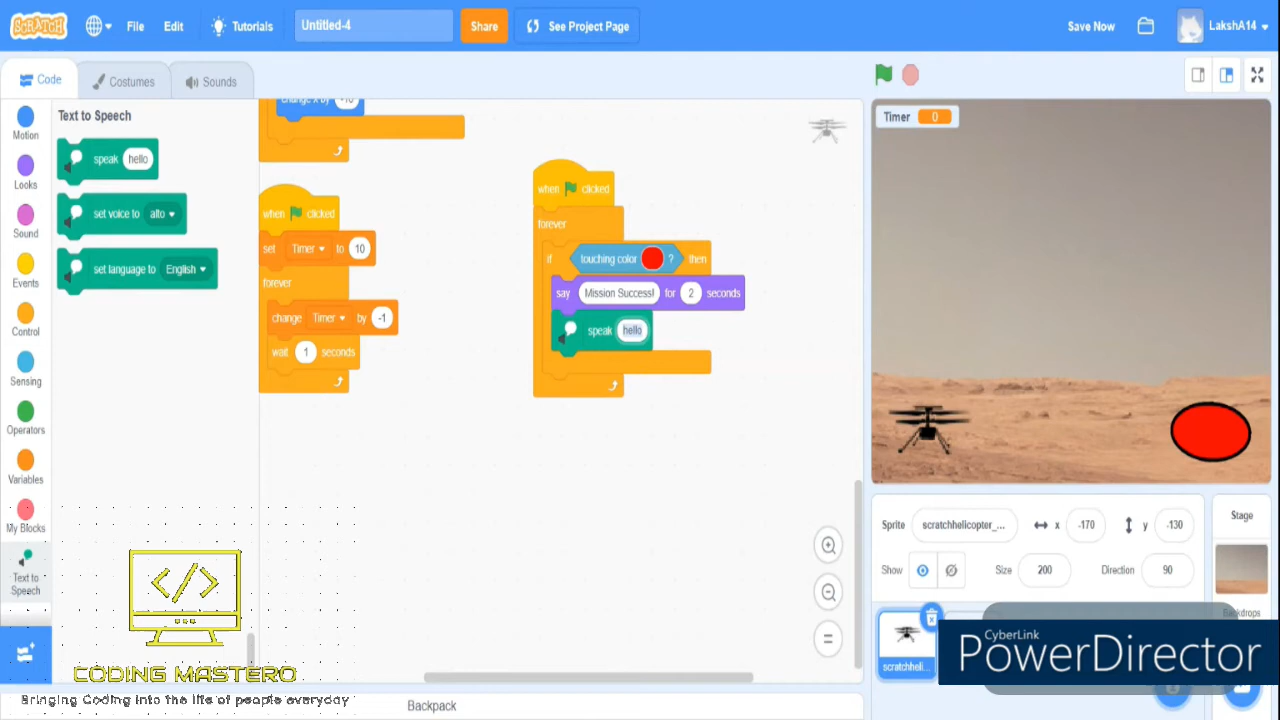 SCRATCH
File
Edit
Tutorials
Untitled-4
Share
See Project Page
Save Now
LakshA14
Code
Costumes
Sounds
Motion
Looks
Sound
Events
Control
Sensing
Operators
Variables
My Blocks
Text to
Speech
Text to Speech
speak hello
set voice to alto
set language to English
change x by -10
when clicked
set Timer to 10
forever
change Timer by -1
wait 1 seconds
when clicked
forever
if touching color ? then
say Mission Success! for 2 seconds
speak hello
Timer 0
Sprite scratchhelicopter_... x -170 y -130
Show Size 200 Direction 90
Stage
Backdrops
scratchheli...
CyberLink
PowerDirector
CODING MASTERO
Bringing Coding into the life of people everyday
Backpack